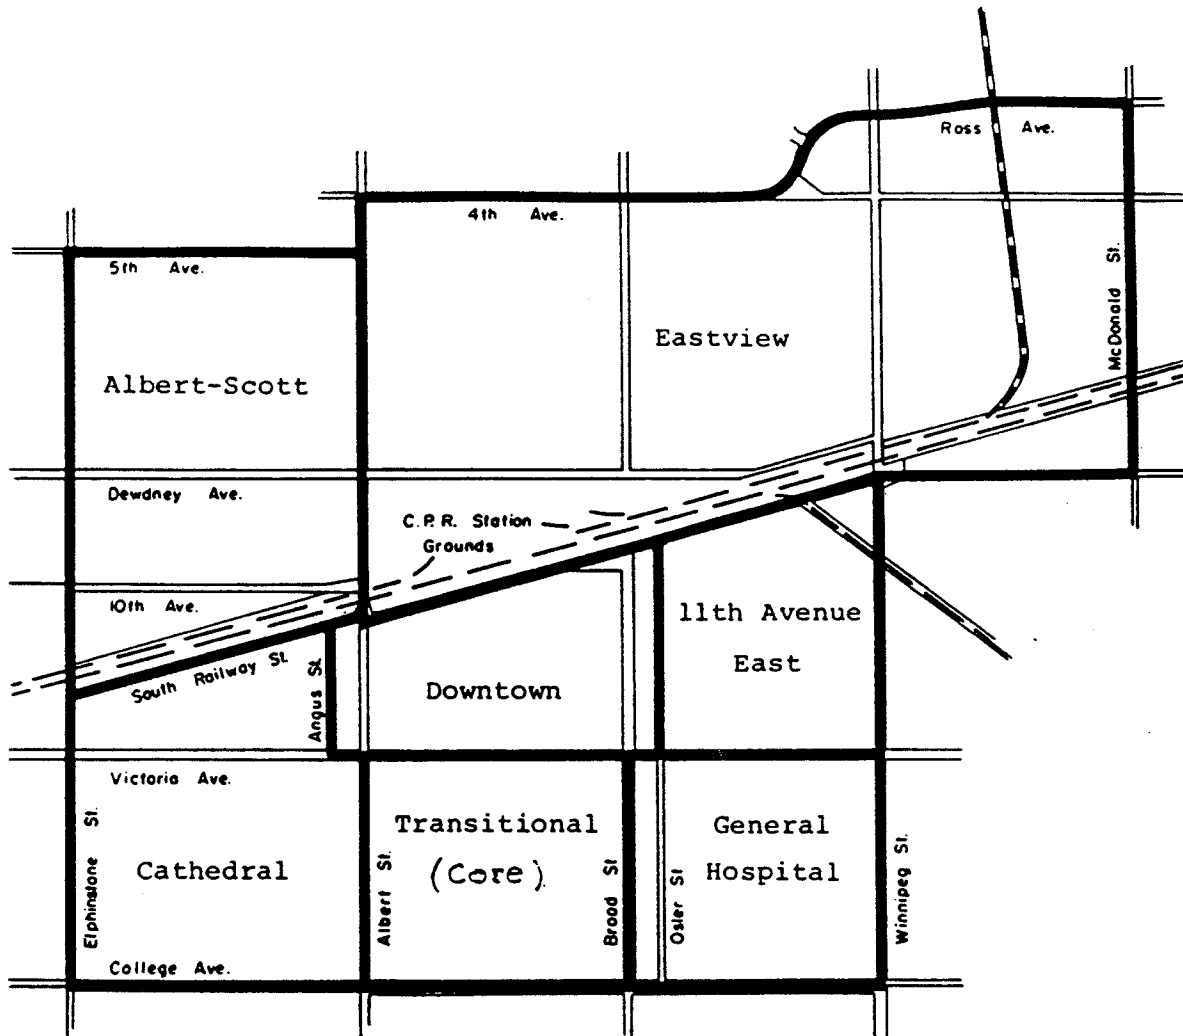 Ross Ave.
4th Ave.
5th Ave.
McDonald St.
Eastview
Albert-Scott
Dewdney Ave.
C.P.R. Station
Grounds
10th Ave.
11th Avenue
East
South Railway St.
Angus St.
Downtown
Victoria Ave.
Elphinstone St.
Cathedral
Albert St.
Transitional
(Core)
Broad St
Osler St
General
Hospital
Winnipeg St.
College Ave.